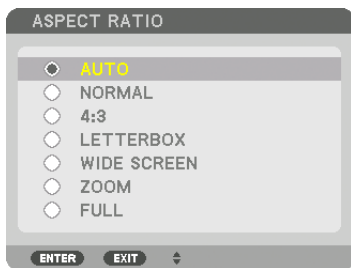 ASPECT RATIO
AUTO
NORMAL
4:3
LETTERBOX
WIDE SCREEN
ZOOM
FULL
ENTER EXIT